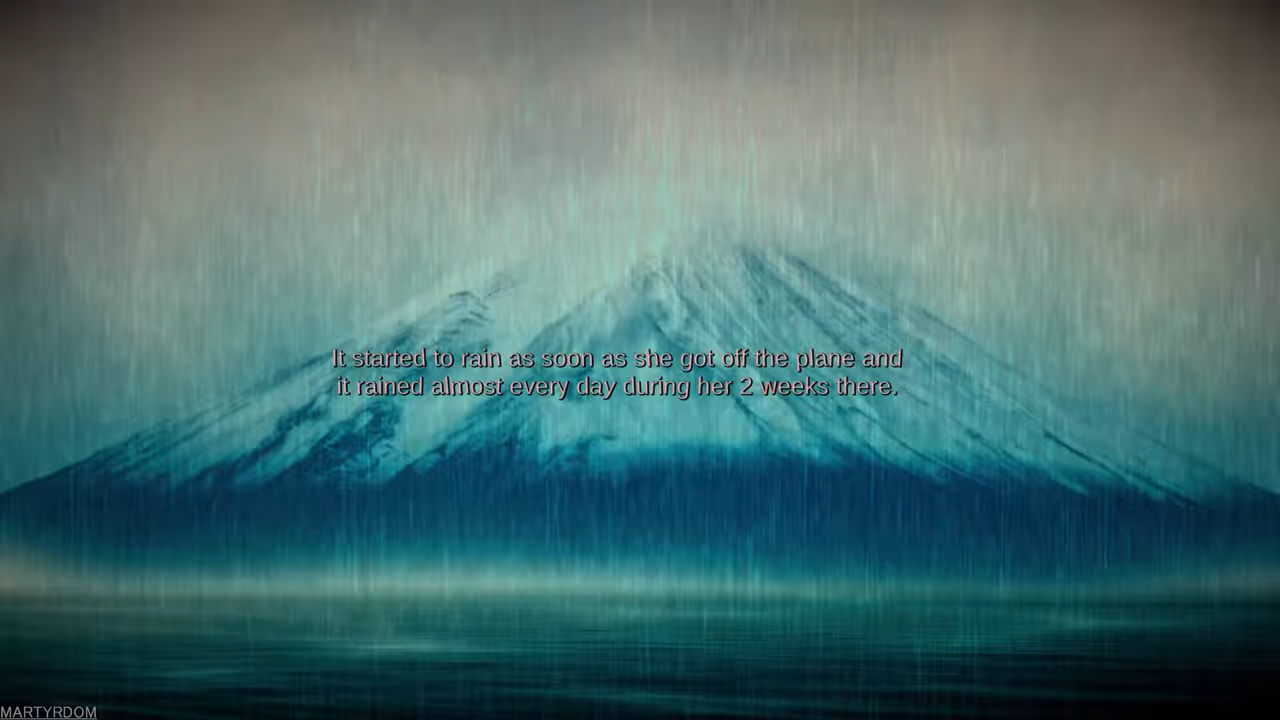 It started to rain as soon as she got off the plane and
it rained almost every day during her 2 weeks there.
MARTYRDOM